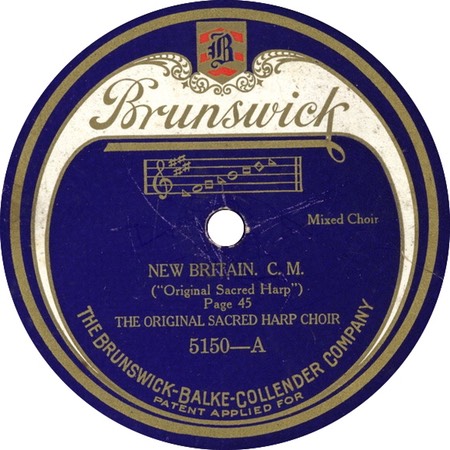 B
Brunswick
Mixed Choir
NEW BRITAIN. C. M.
("Original Sacred Harp")
Page 45
THE ORIGINAL SACRED HARP CHOIR
5150—A
THE BRUNSWICK-BALKE-COLLENDER COMPANY
PATENT APPLIED FOR